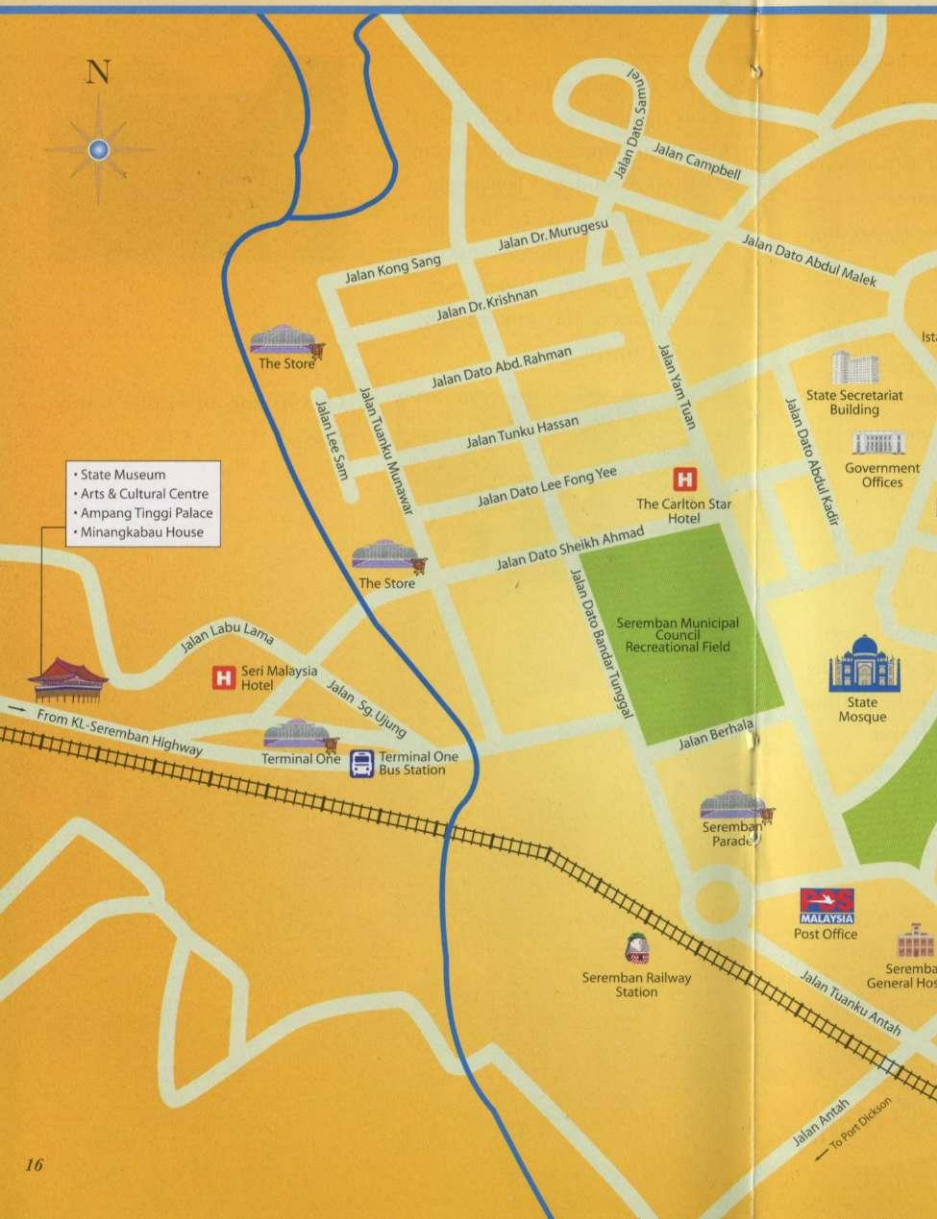 N
Jalan Dato. Samuel
Jalan Campbell
Jalan Dr. Murugesu
Jalan Kong Sang
Jalan Dato Abdul Malek
Jalan Dr. Krishnan
The Store
Jalan Dato Abd. Rahman
Jalan Yam Tuan
Jalan Lee Sam
Jalan Tuanku Munawar
Jalan Tunku Hassan
State Secretariat
Building
Jalan Dato Abdul Kadir
Government
Offices
• State Museum
• Arts & Cultural Centre
• Ampang Tinggi Palace
• Minangkabau House
Jalan Dato Lee Fong Yee
H
The Carlton Star
Hotel
Jalan Dato Sheikh Ahmad
The Store
Jalan Dato Bandar Tunggal
Seremban Municipal
Council
Recreational Field
Jalan Labu Lama
H
Seri Malaysia
Hotel
Jalan Sg. Ujung
State
Mosque
From KL-Seremban Highway
Terminal One
Terminal One
Bus Station
Jalan Berhala
Seremban
Parade
POS
MALAYSIA
Post Office
Seremban Railway
Station
Seremba
General Hos
Jalan Tuanku Antah
Jalan Antah
To Port Dickson
16